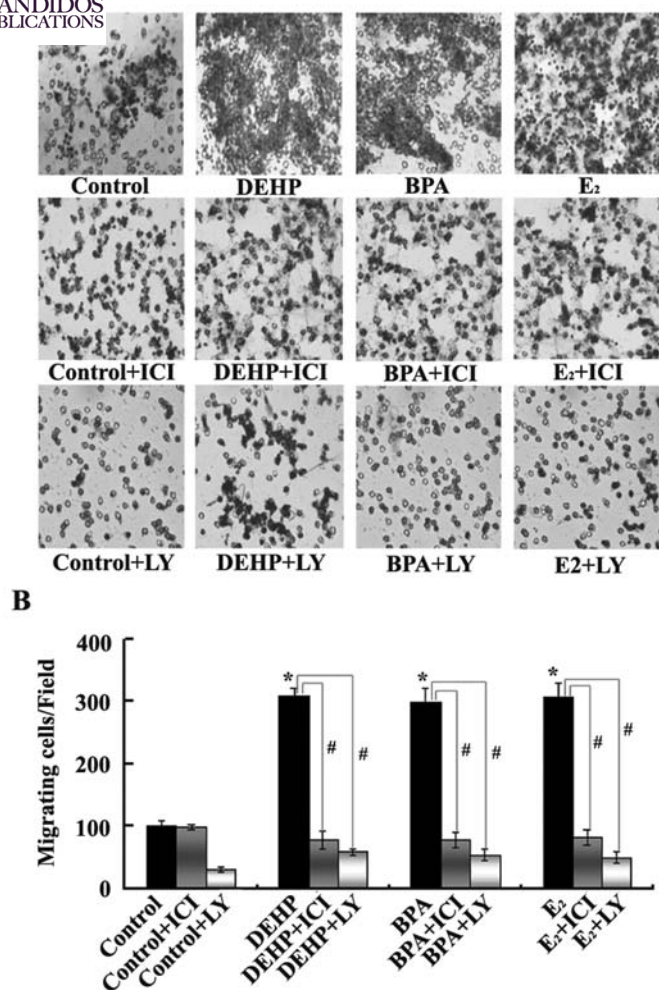 ANDIDOS
BLICATIONS
Control DEHP BPA E₂
Control+ICI DEHP+ICI BPA+ICI E₂+ICI
Control+LY DEHP+LY BPA+LY E2+LY
B
Migrating cells/Field
400
300
200
100
0
* # #
* # #
* # #
Control
Control+ICI
Control+LY
DEHP
DEHP+ICI
DEHP+LY
BPA
BPA+ICI
BPA+LY
E₂
E₂+ICI
E₂+LY